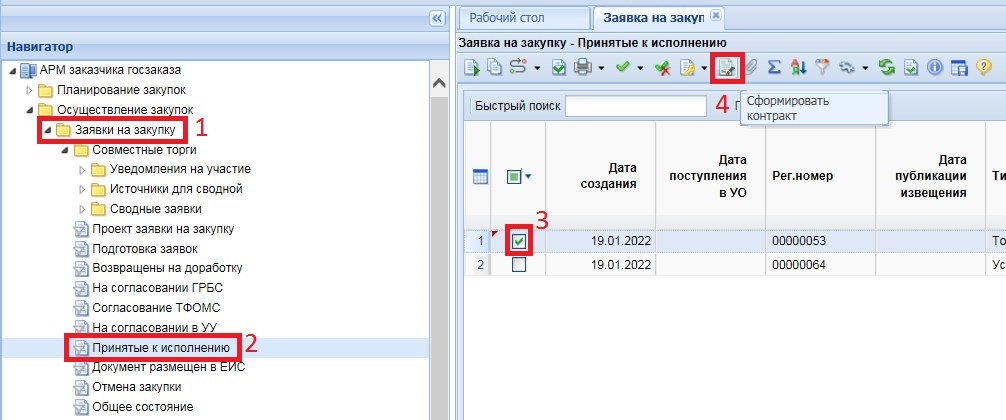 Навигатор
АРМ заказчика госзаказа
Планирование закупок
Осуществление закупок
Заявки на закупку 1
Совместные торги
Уведомления на участие
Источники для сводной
Сводные заявки
Проект заявки на закупку
Подготовка заявок
Возвращены на доработку
На согласовании ГРБС
Согласование ТФОМС
На согласовании в УУ
Принятые к исполнению 2
Документ размещен в ЕИС
Отмена закупки
Общее состояние
Рабочий стол Заявка на закуп
Заявка на закупку - Принятые к исполнению
Быстрый поиск 4 Сформировать
контракт
Дата
создания
Дата
поступления
в УО
Рег.номер
Дата
публикации
извещения
Ти
3
1 19.01.2022 00000053 То
2 19.01.2022 00000064 Ус